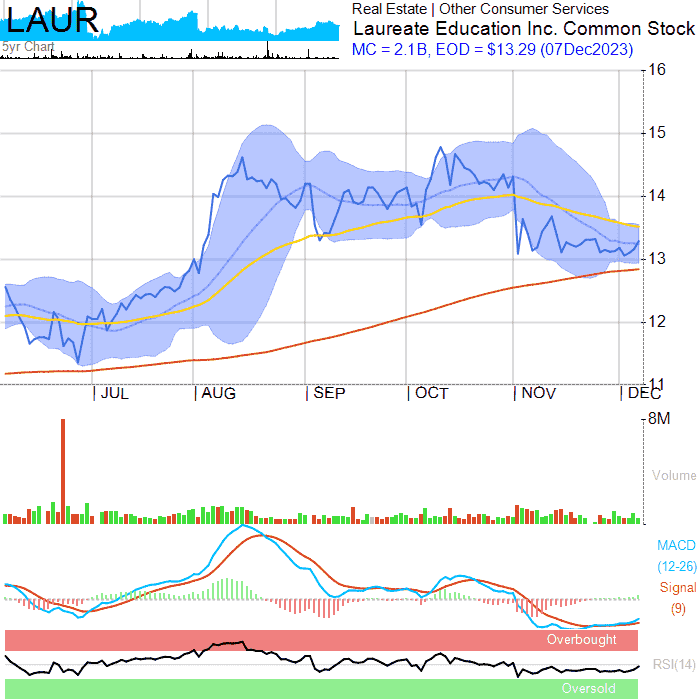 LAUR
5yr Chart
Real Estate | Other Consumer Services
Laureate Education Inc. Common Stock
MC = 2.1B, EOD = $13.29 (07Dec2023)
16
15
14
13
12
11
JUL AUG SEP OCT NOV DEC
8M
Volume
MACD
(12-26)
Signal
(9)
Overbought
RSI(14)
Oversold